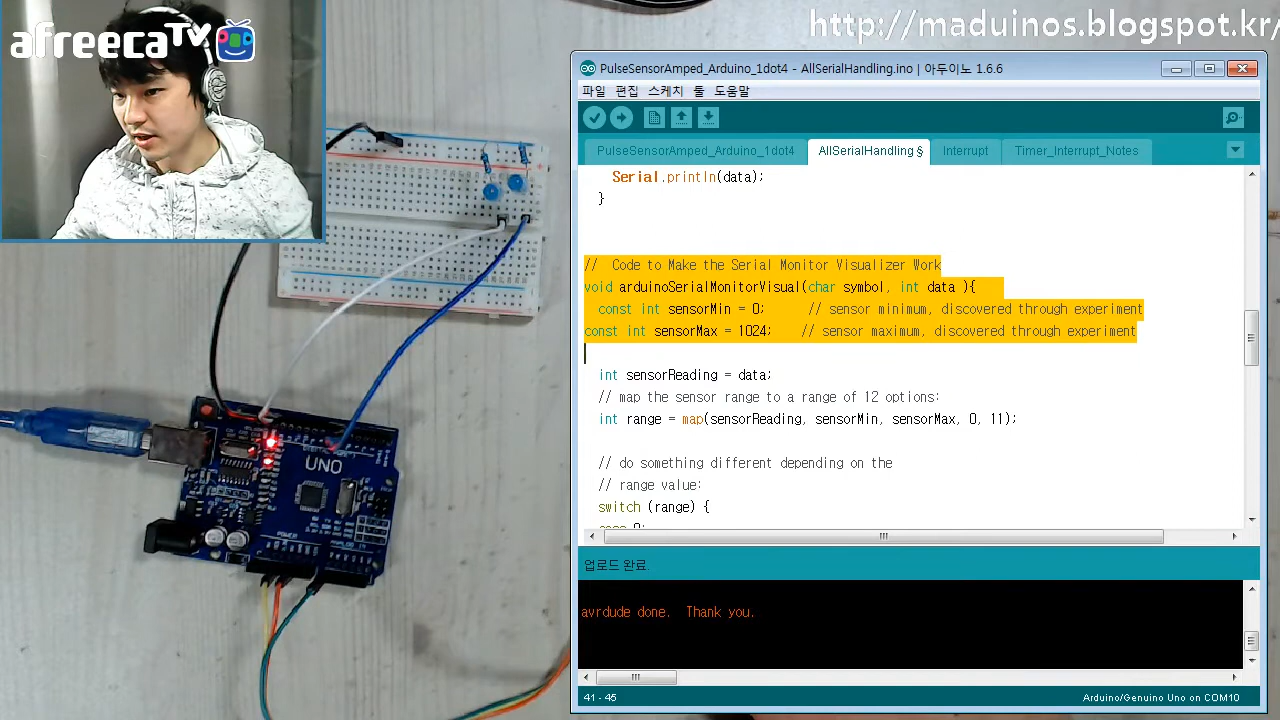 afreecaTV
http://maduinos.blogspot.kr/
PulseSensorAmped_Arduino_1dot4 - AllSerialHandling.ino | 아두이노 1.6.6
파일 편집 스케치 툴 도움말
PulseSensorAmped_Arduino_1dot4 AllSerialHandling § Interrupt Timer_Interrupt_Notes
Serial.println(data);
}
// Code to Make the Serial Monitor Visualizer Work
void arduinoSerialMonitorVisual(char symbol, int data ){
const int sensorMin = 0; // sensor minimum, discovered through experiment
const int sensorMax = 1024; // sensor maximum, discovered through experiment
int sensorReading = data;
// map the sensor range to a range of 12 options:
int range = map(sensorReading, sensorMin, sensorMax, 0, 11);
// do something different depending on the
// range value:
switch (range) {
case 0:
업로드 완료.
avrdude done. Thank you.
41 - 45
Arduino/Genuino Uno on COM10
UNO
POWER